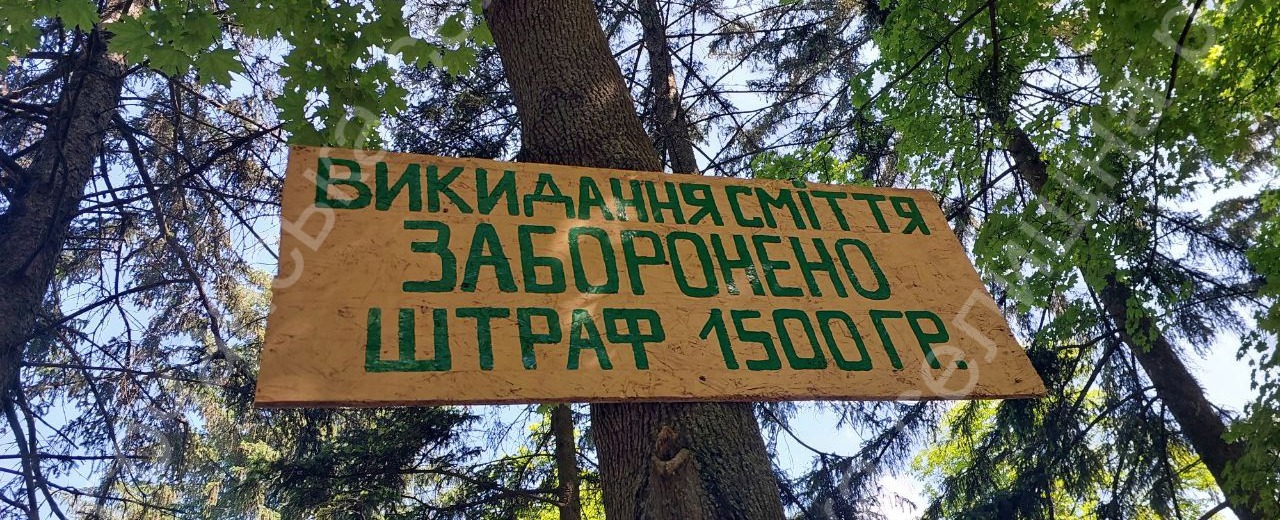 ВИКИДАННЯ СМІТТЯ
ЗАБОРОНЕНО
ШТРАФ 1500 ГР.